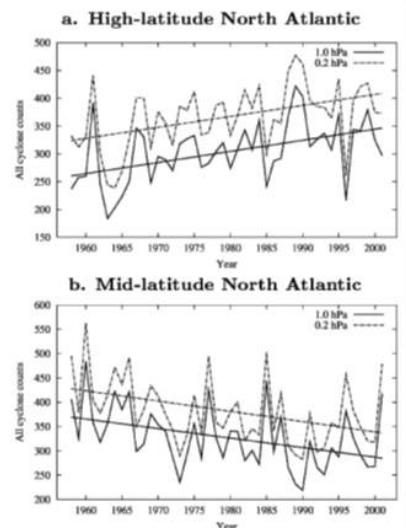 a. High-latitude North Atlantic
500
450
400
350
300
250
200
150
All cyclone counts
1.0 hPa
0.2 hPa
1960 1965 1970 1975 1980 1985 1990 1995 2000
Year
b. Mid-latitude North Atlantic
600
550
500
450
400
350
300
250
200
All cyclone counts
1.0 hPa
0.2 hPa
1960 1965 1970 1975 1980 1985 1990 1995 2000
Year